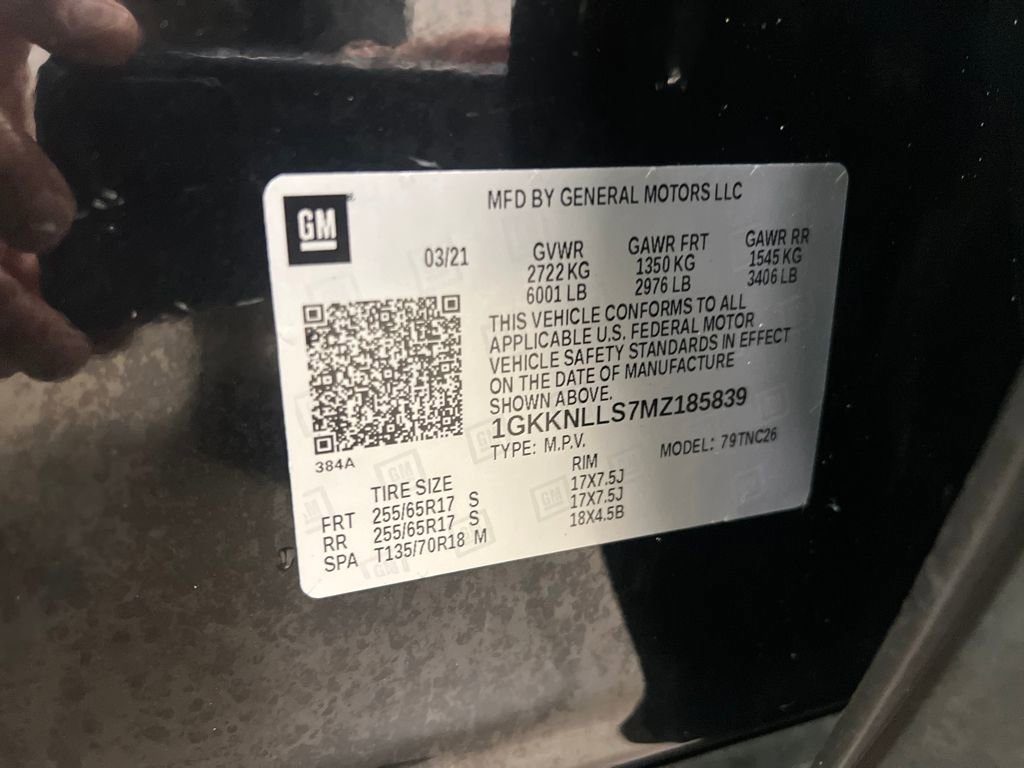 GM
MFD BY GENERAL MOTORS LLC
03/21
GVWR
2722 KG
6001 LB
GAWR FRT
1350 KG
2976 LB
GAWR RR
1545 KG
3406 LB
THIS VEHICLE CONFORMS TO ALL
APPLICABLE U.S. FEDERAL MOTOR
VEHICLE SAFETY STANDARDS IN EFFECT
ON THE DATE OF MANUFACTURE
SHOWN ABOVE.
1GKKNLLS7MZ185839
TYPE: M.P.V. MODEL: 79TNC26
384A
TIRE SIZE RIM
FRT 255/65R17 S 17X7.5J
RR 255/65R17 S 17X7.5J
SPA T135/70R18 M 18X4.5B